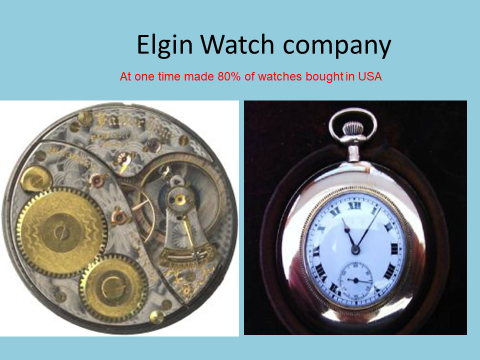 Elgin Watch company
At one time made 80% of watches bought in USA